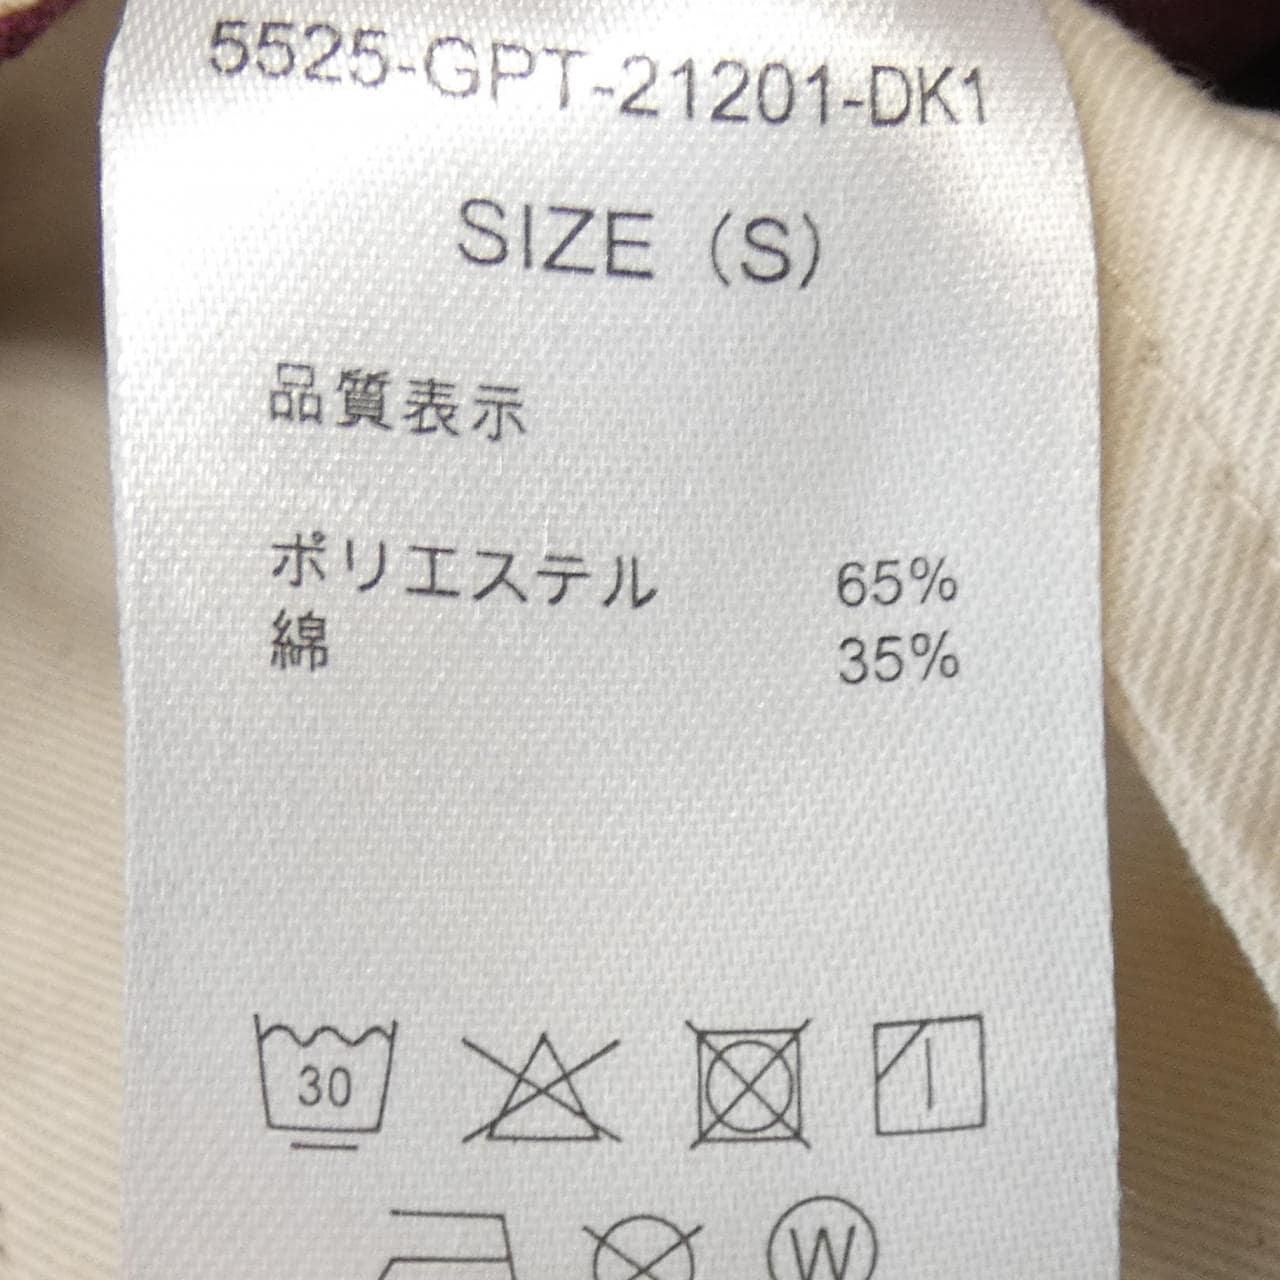 5525-GPT-21201-DK1
SIZE (S)
品質表示
ポリエステル 65%
綿 35%
30
W